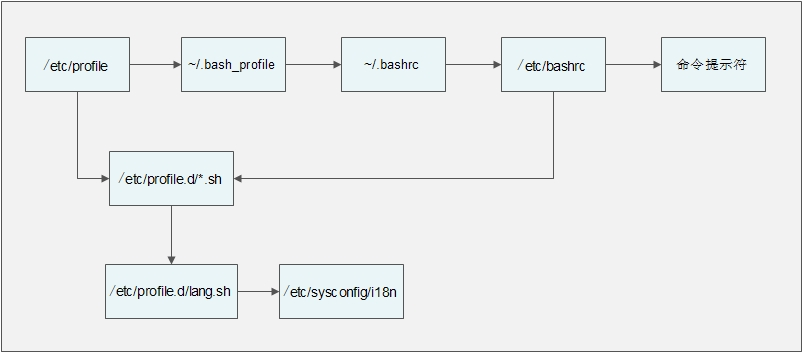 /etc/profile
~/.bash_profile
~/.bashrc
/etc/bashrc
命令提示符
/etc/profile.d/*.sh
/etc/profile.d/lang.sh
/etc/sysconfig/i18n